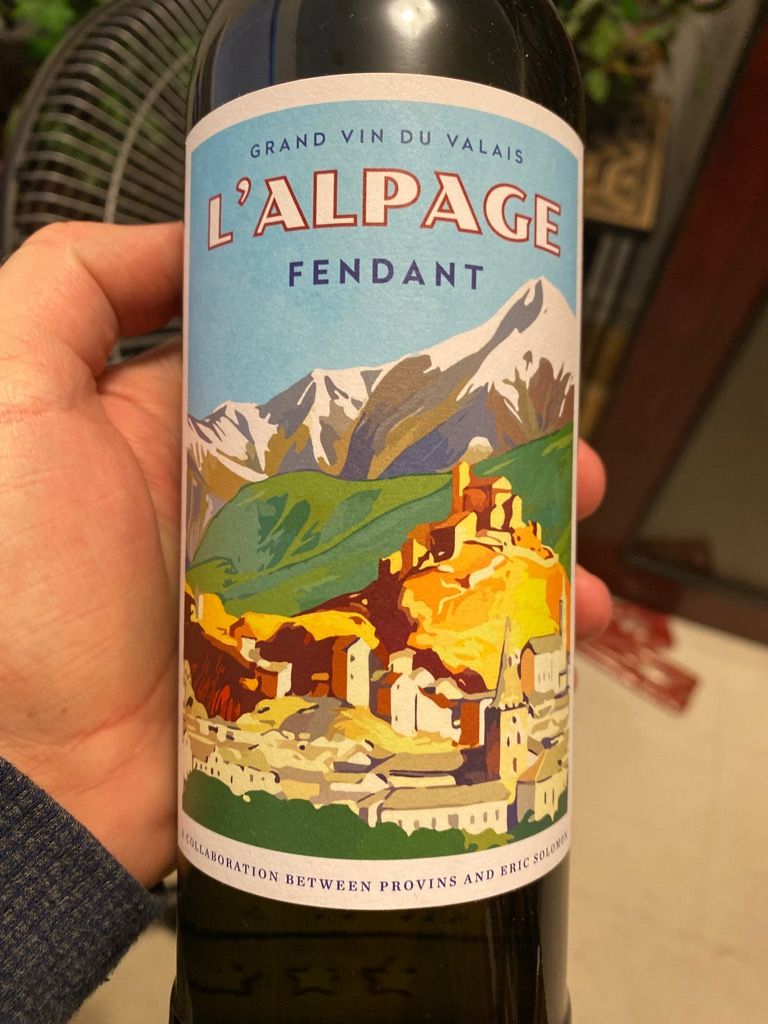 GRAND VIN DU VALAIS
L'ALPAGE
FENDANT
A COLLABORATION BETWEEN PROVINS AND ERIC SOLOMON